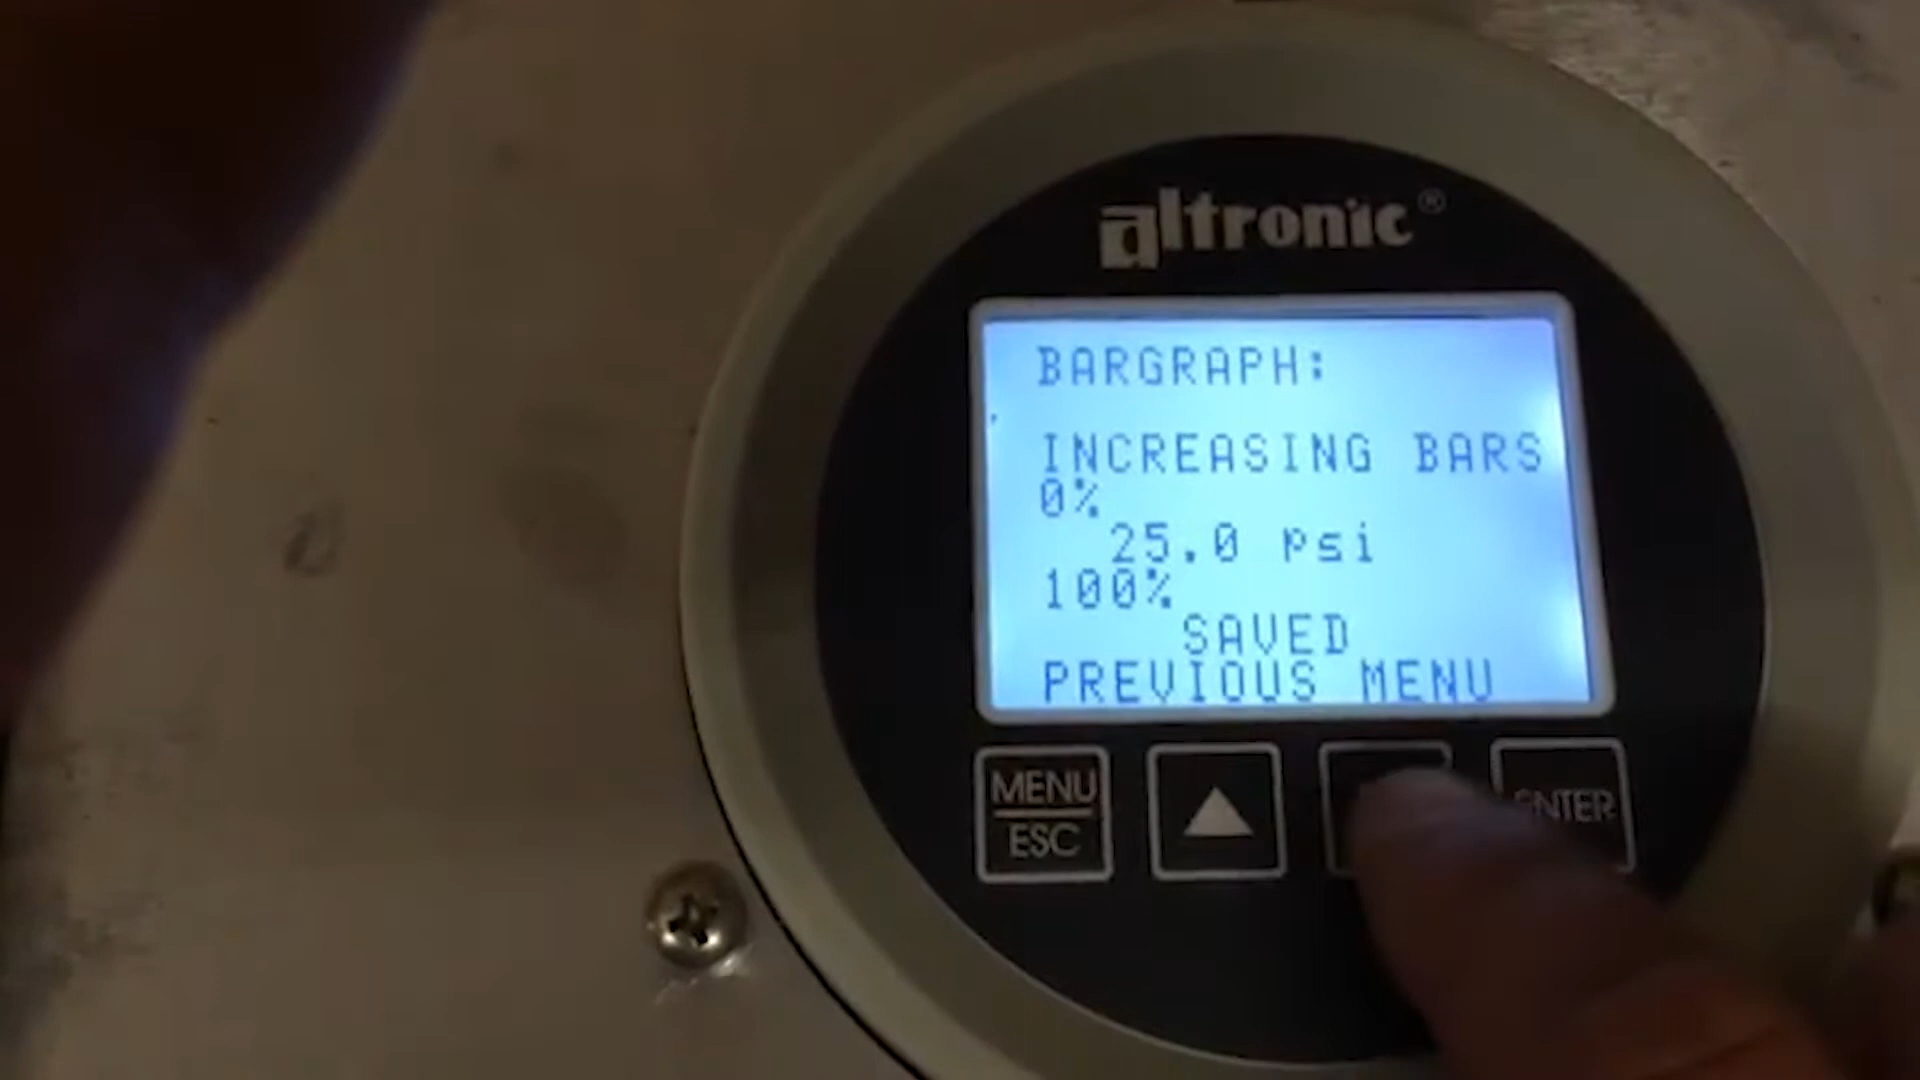 altronic®
BARGRAPH:
INCREASING BARS
0%
25.0 psi
100%
SAVED
PREVIOUS MENU
MENU
ESC
ENTER